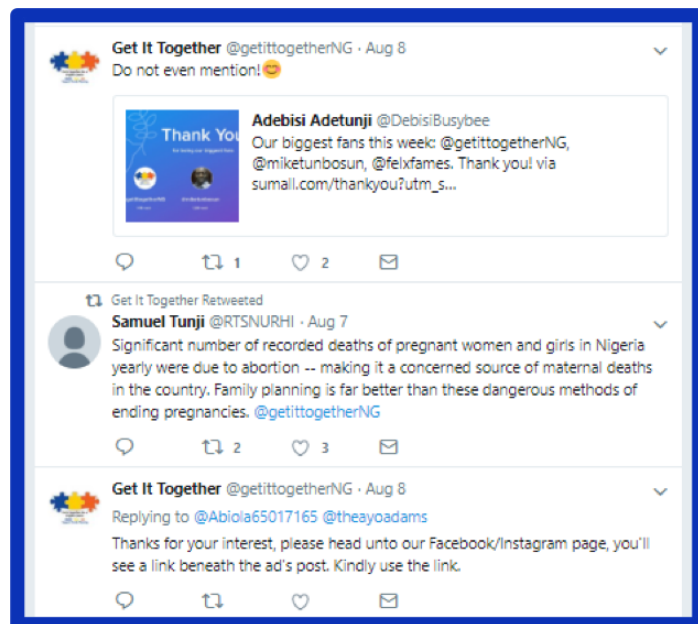 Get It Together @getittogetherNG · Aug 8
Do not even mention!😊
Thank You
Adebisi Adetunji @DebisiBusybee
Our biggest fans this week: @getittogetherNG,
@miketunbosun, @felxfames. Thank you! via
sumall.com/thankyou?utm_s...
1 2
Get It Together Retweeted
Samuel Tunji @RTSNURHI · Aug 7
Significant number of recorded deaths of pregnant women and girls in Nigeria
yearly were due to abortion -- making it a concerned source of maternal deaths
in the country. Family planning is far better than these dangerous methods of
ending pregnancies. @getittogetherNG
2 3
Get It Together @getittogetherNG · Aug 8
Replying to @Abiola65017165 @theayoadams
Thanks for your interest, please head unto our Facebook/Instagram page, you'll
see a link beneath the ad's post. Kindly use the link.